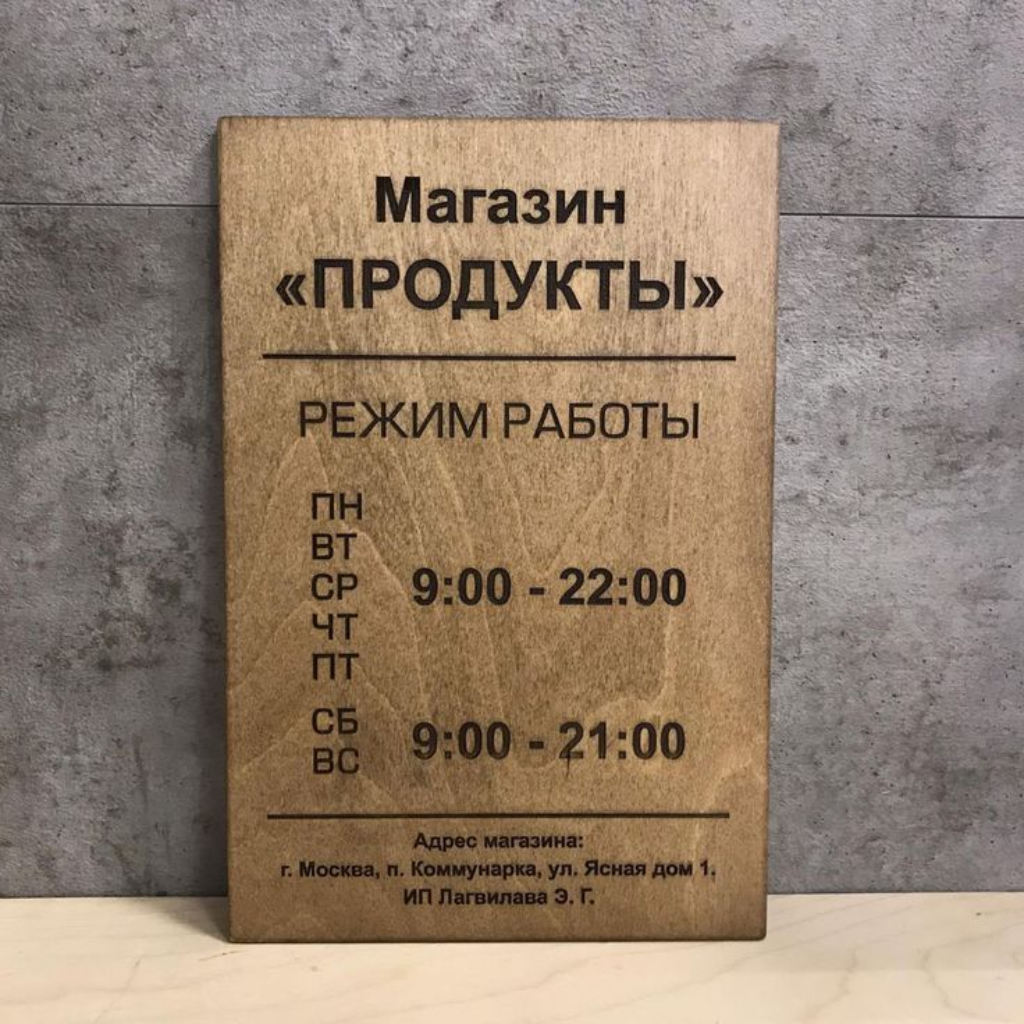 Магазин
«ПРОДУКТЫ»
РЕЖИМ РАБОТЫ
ПН
ВТ
СР 9:00 - 22:00
ЧТ
ПТ
СБ
ВС 9:00 - 21:00
Адрес магазина:
г. Москва, п. Коммунарка, ул. Ясная дом 1.
ИП Лагвилава Э. Г.